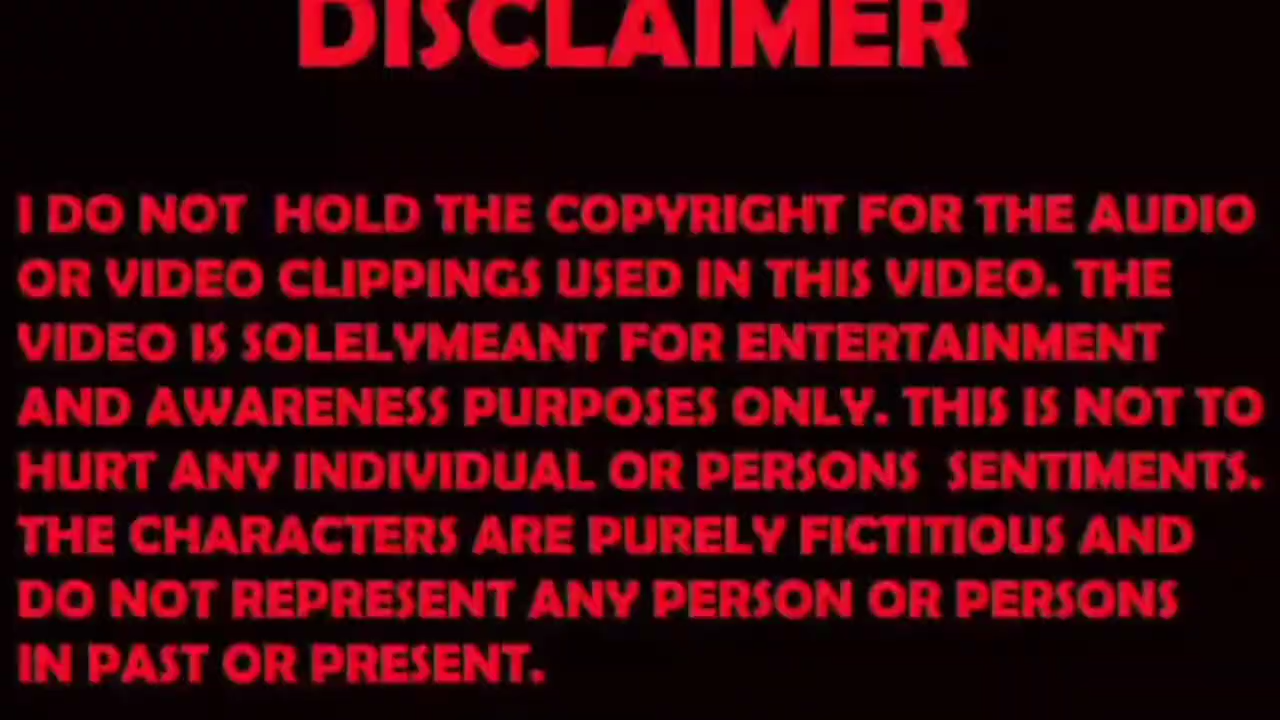 DISCLAIMER
I DO NOT HOLD THE COPYRIGHT FOR THE AUDIO
OR VIDEO CLIPPINGS USED IN THIS VIDEO. THE
VIDEO IS SOLELYMEANT FOR ENTERTAINMENT
AND AWARENESS PURPOSES ONLY. THIS IS NOT TO
HURT ANY INDIVIDUAL OR PERSONS SENTIMENTS.
THE CHARACTERS ARE PURELY FICTITIOUS AND
DO NOT REPRESENT ANY PERSON OR PERSONS
IN PAST OR PRESENT.